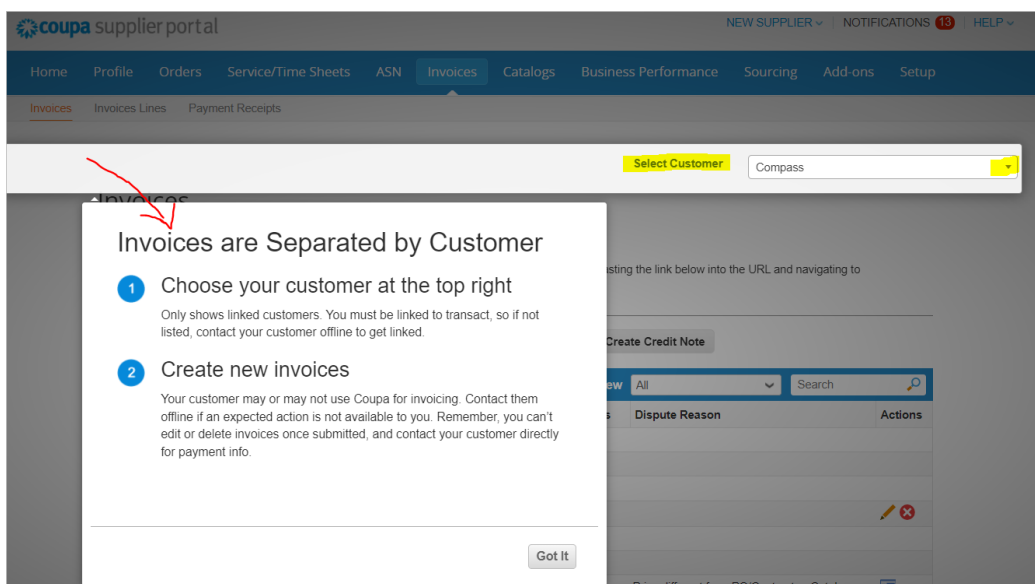 coupa supplier portal
NEW SUPPLIER NOTIFICATIONS 13 HELP
Home Profile Orders Service/Time Sheets ASN Invoices Catalogs Business Performance Sourcing Add-ons Setup
Invoices Invoices Lines Payment Receipts
Select Customer Compass
Invoices
Invoices are Separated by Customer
1 Choose your customer at the top right
Only shows linked customers. You must be linked to transact, so if not
listed, contact your customer offline to get linked.
2 Create new invoices
Your customer may or may not use Coupa for invoicing. Contact them
offline if an expected action is not available to you. Remember, you can't
edit or delete invoices once submitted, and contact your customer directly
for payment info.
Got It
the link below into the URL and navigating to
Create Credit Note
All Search
Dispute Reason Actions